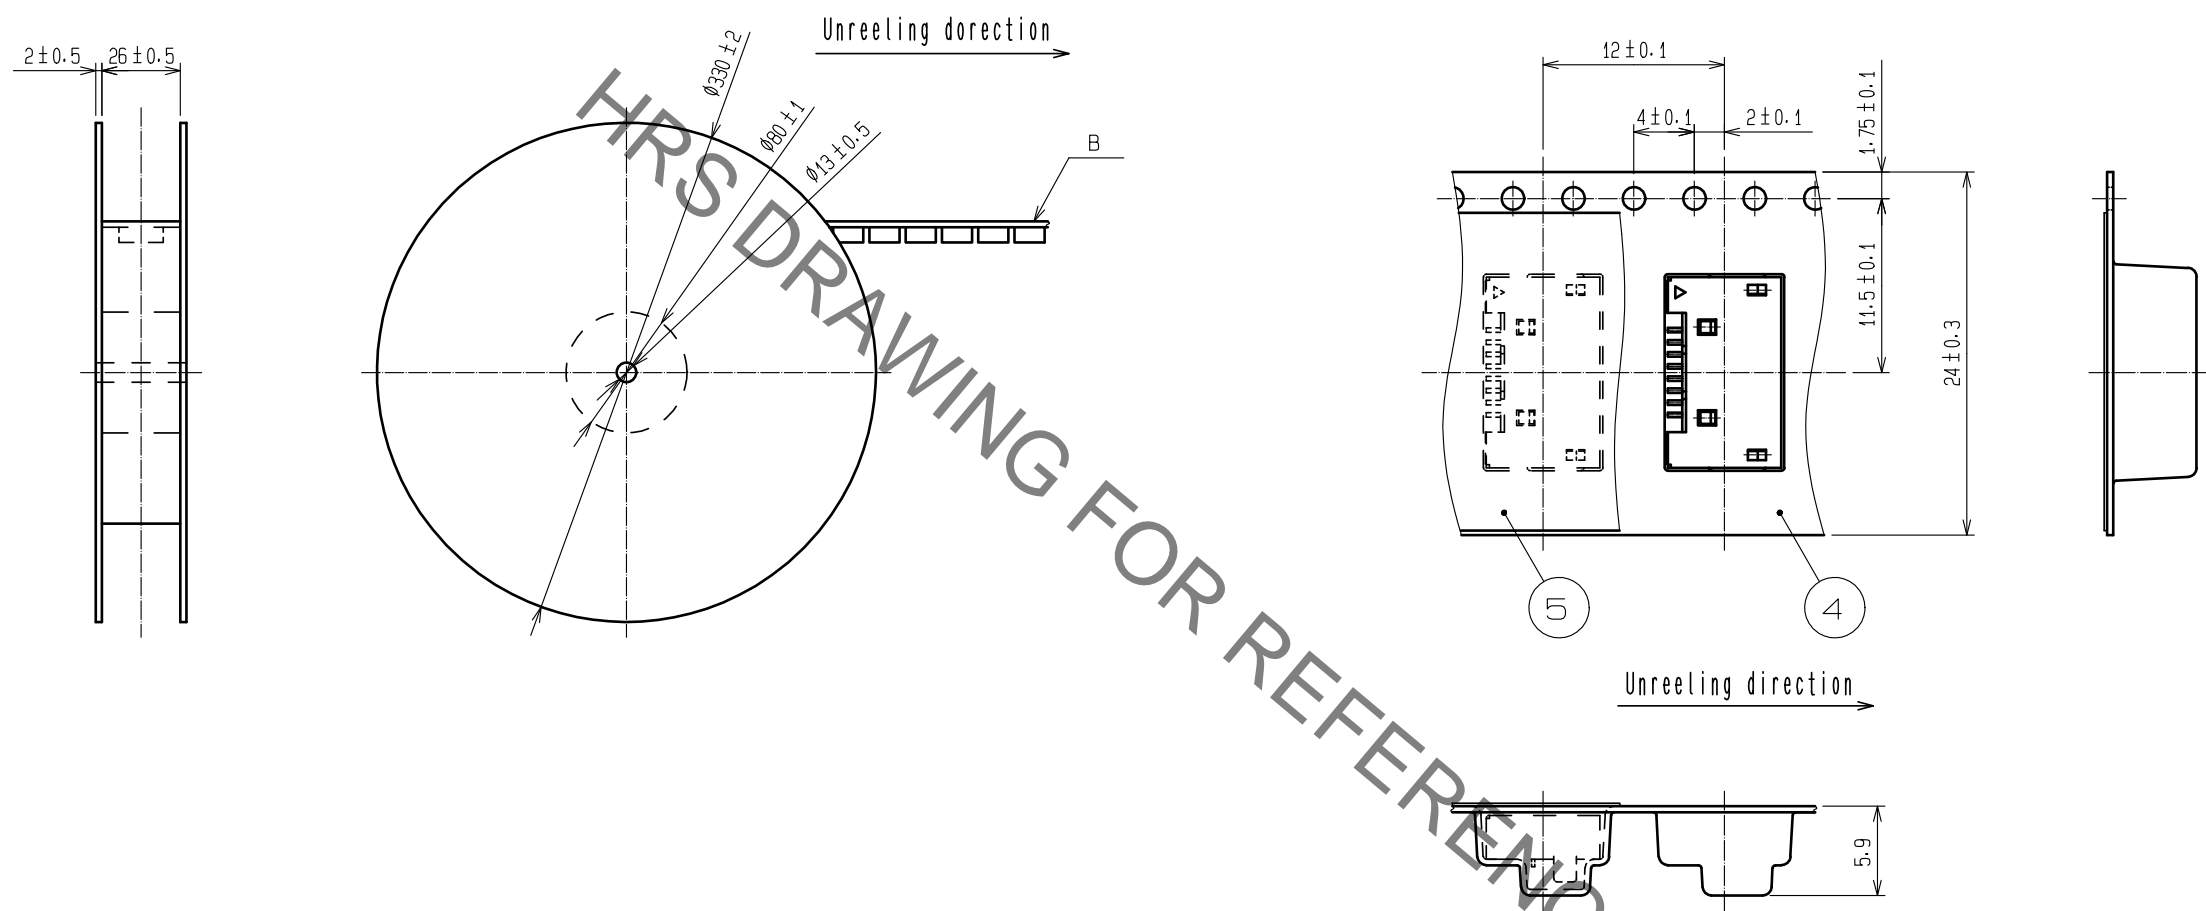 Unreeling dorection
2±0.5
26±0.5
Ø330±2
Ø80±1
Ø13±0.5
B
12±0.1
4±0.1
2±0.1
1.75±0.1
11.5±0.1
24±0.3
5
4
Unreeling direction
5.9
HRS DRAWING FOR REFERENC